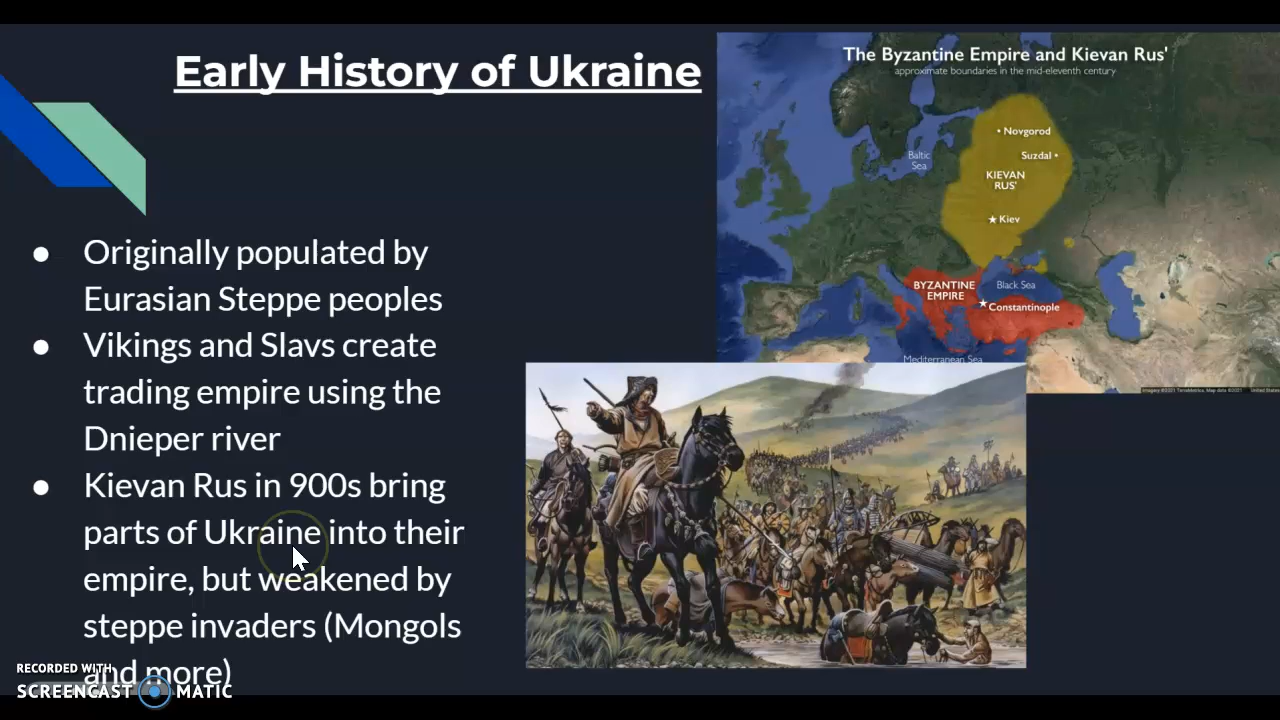 Early History of Ukraine
● Originally populated by
Eurasian Steppe peoples
● Vikings and Slavs create
trading empire using the
Dnieper river
● Kievan Rus in 900s bring
parts of Ukraine into their
empire, but weakened by
steppe invaders (Mongols
and more)
The Byzantine Empire and Kievan Rus'
approximate boundaries in the mid-eleventh century
• Novgorod
Baltic
Sea
Suzdal •
KIEVAN
RUS'
★ Kiev
BYZANTINE
EMPIRE
Black Sea
★ Constantinople
Mediterranean Sea
RECORDED WITH
SCREENCAST MATIC